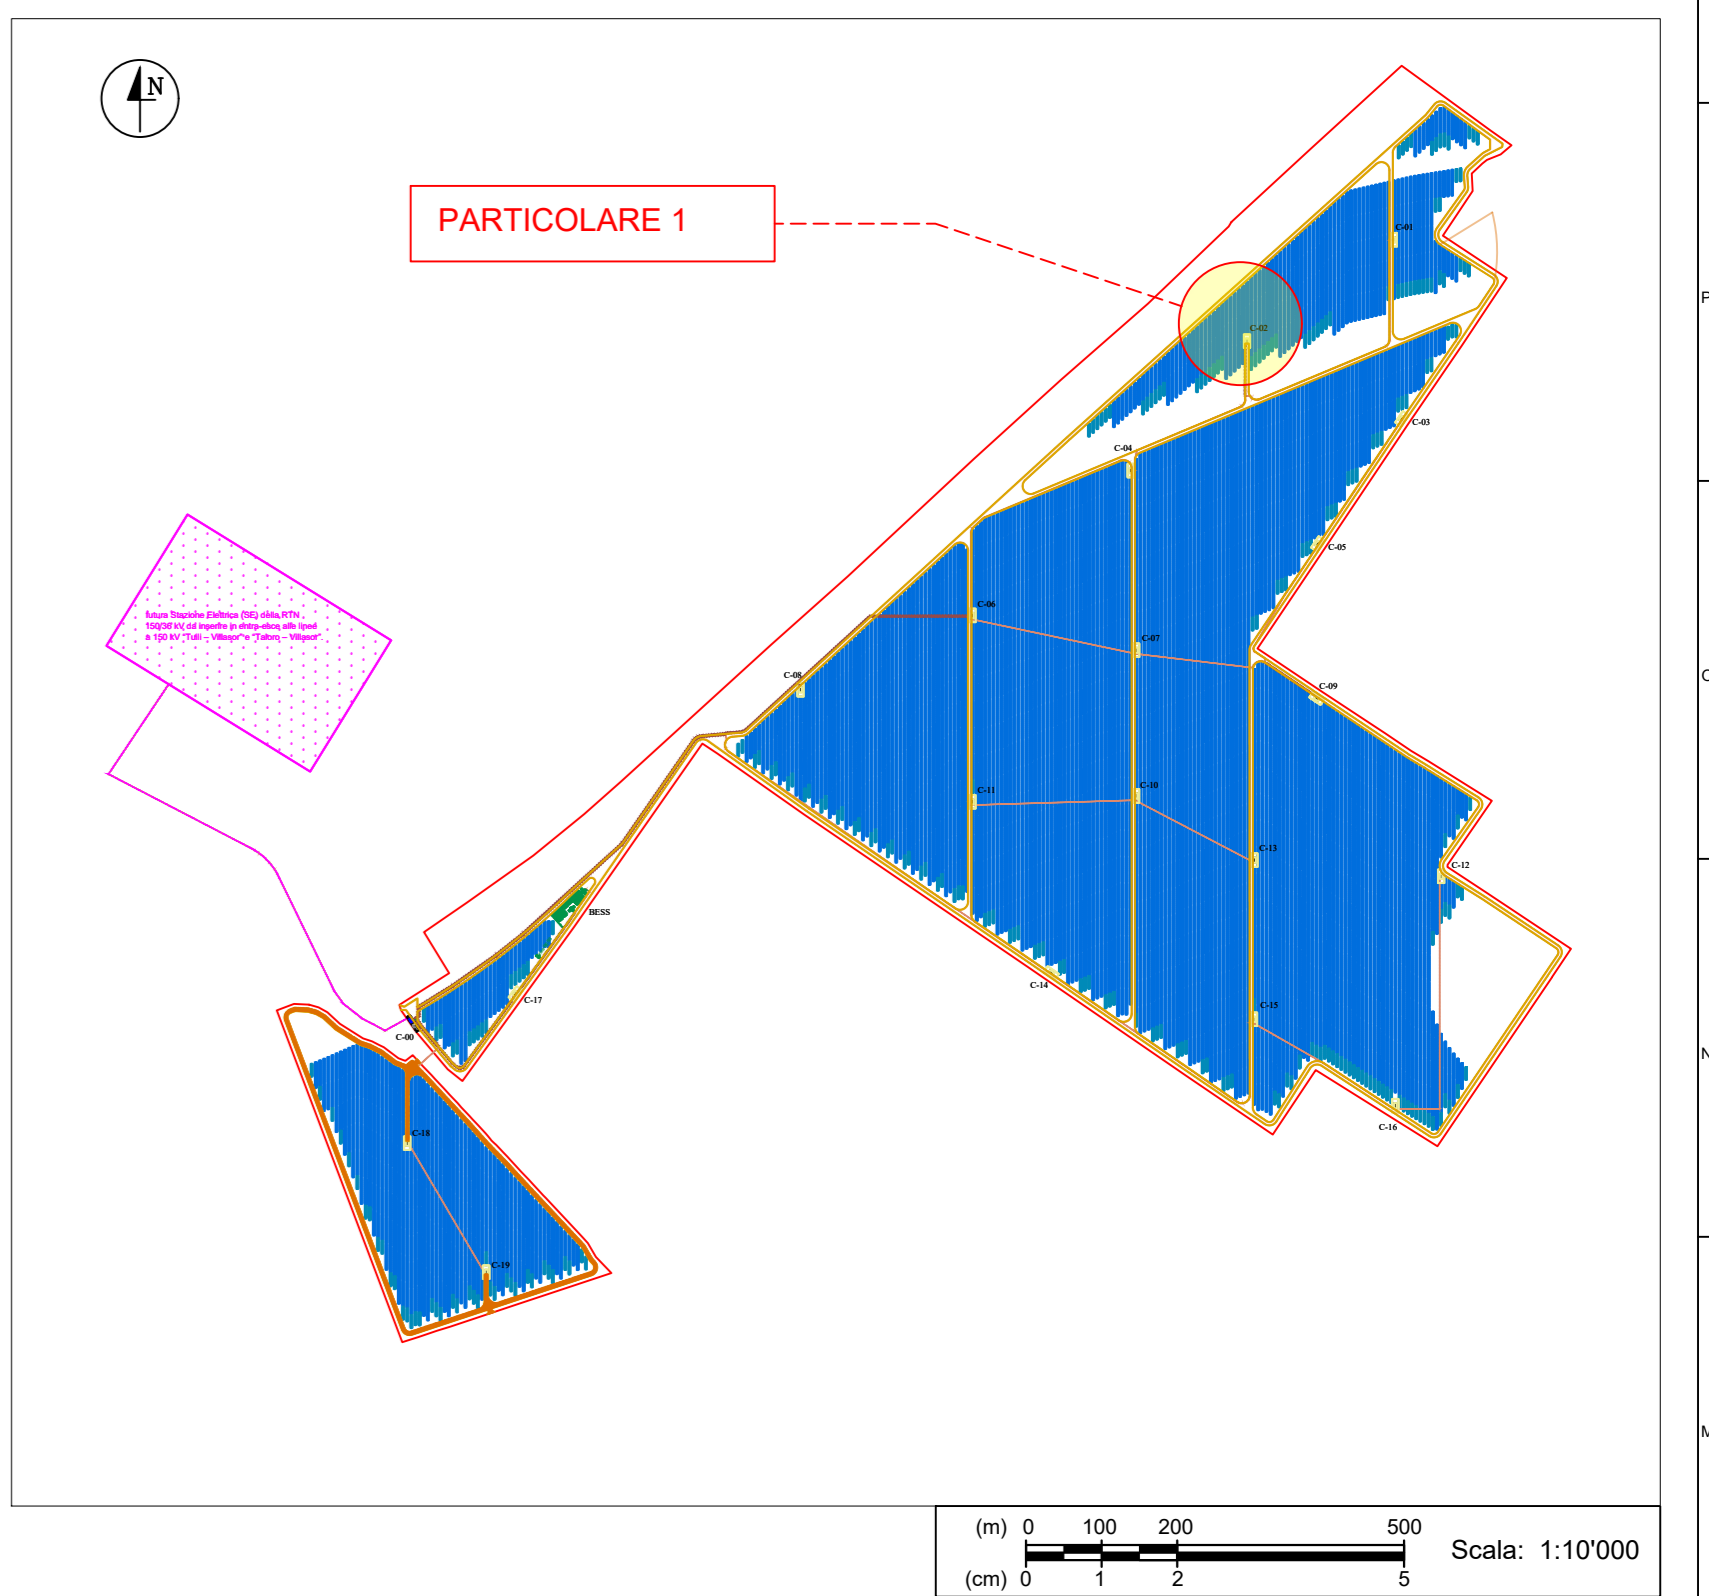 N
PARTICOLARE 1
C-01
P
C-02
C-03
C-04
C-05
C-06
futura Stazione Elettrica (SE) della RTN
150/36 kV da inserire in entra-esce alle linee
a 150 kV "Tuili – Villasor" e "Taloro – Villasor".
C-07
C-08
C-09
C-10
C-11
C-13
C-12
BESS
C-14
C-17
C-15
C-00
N
C-16
C-18
C-19
M
(m) 0 100 200 500
Scala: 1:10'000
(cm) 0 1 2 5